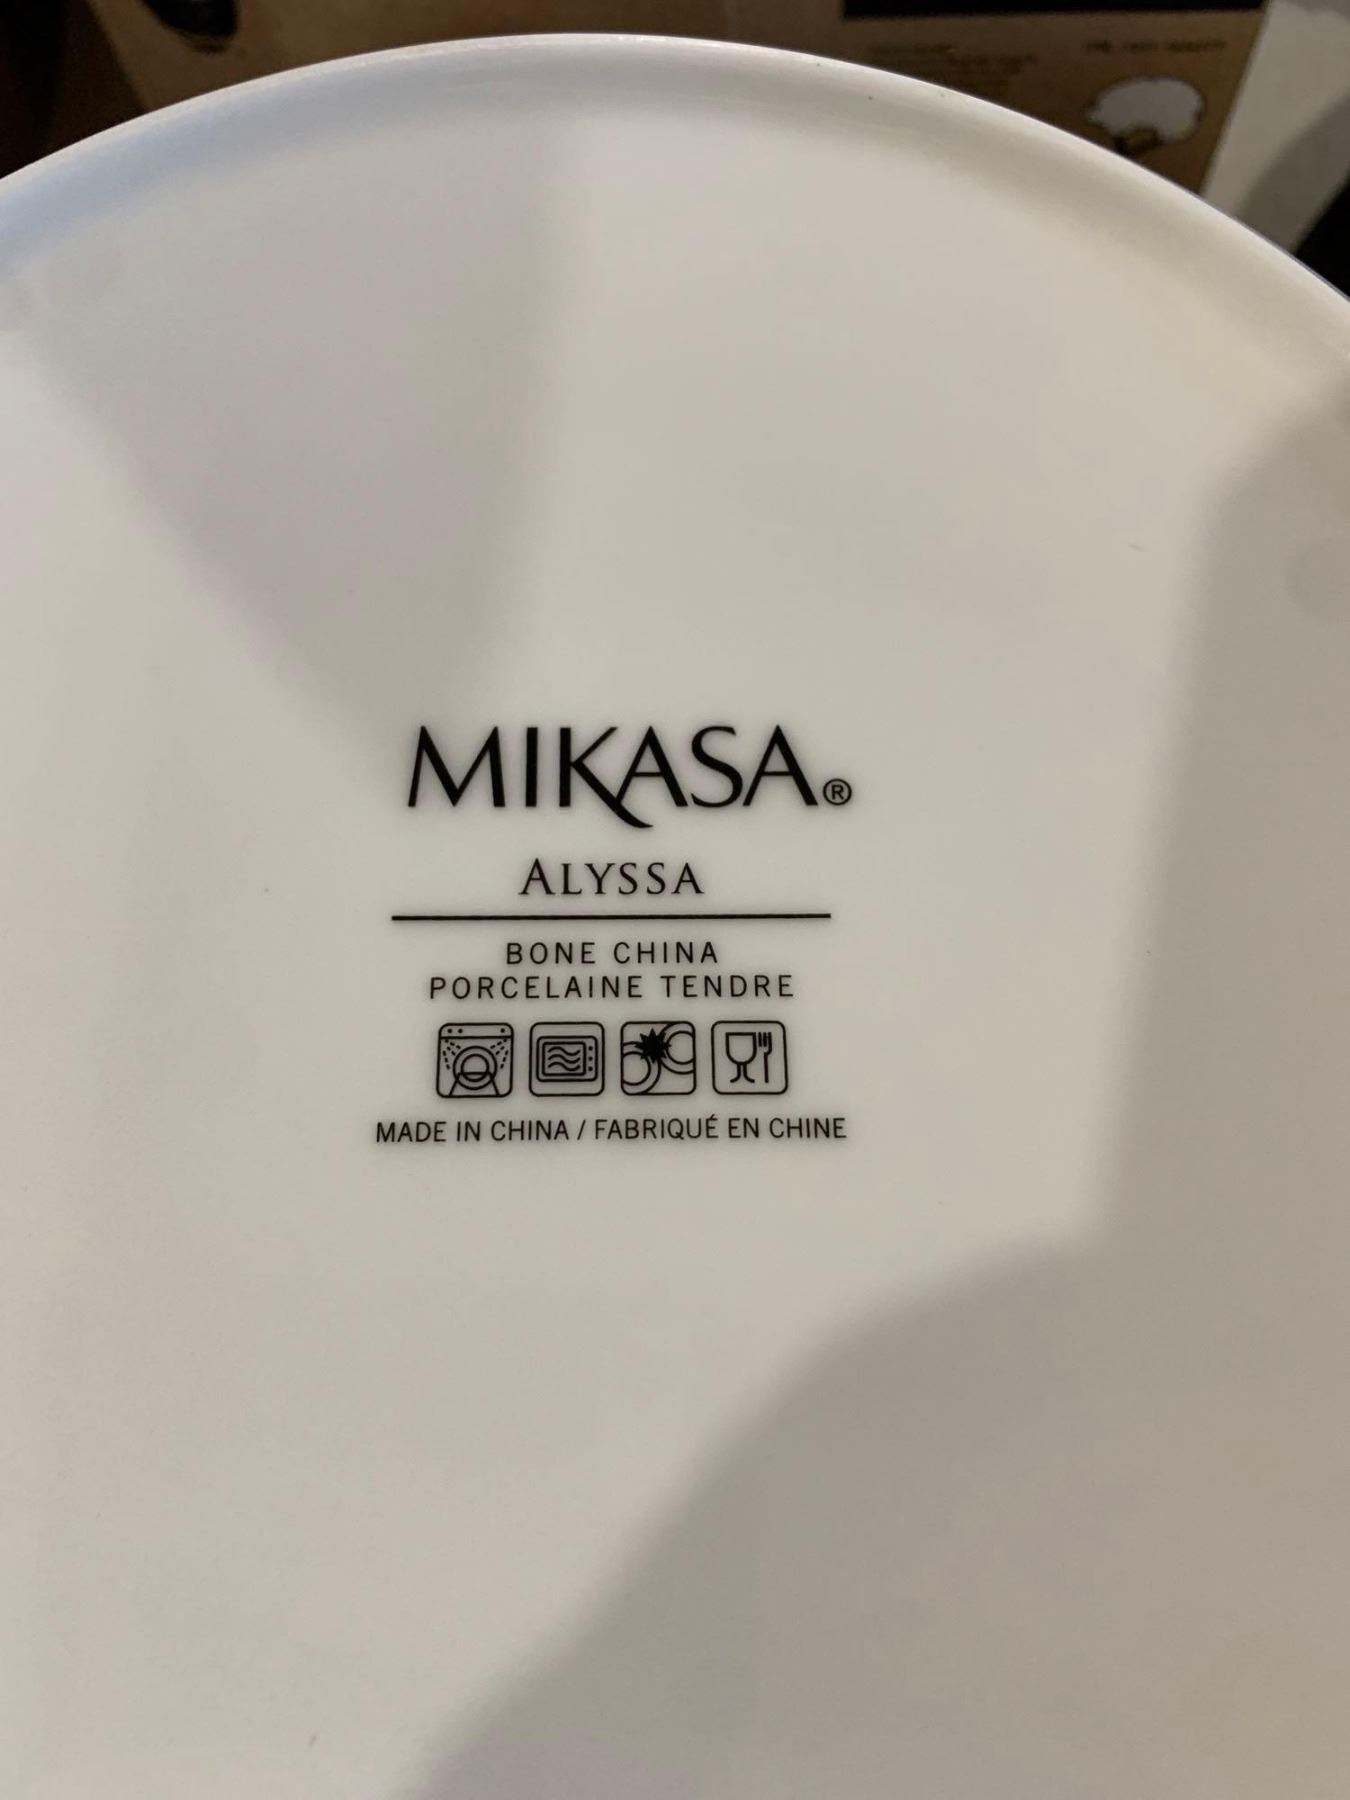 MIKASA®
ALYSSA
BONE CHINA
PORCELAINE TENDRE
MADE IN CHINA / FABRIQUÉ EN CHINE